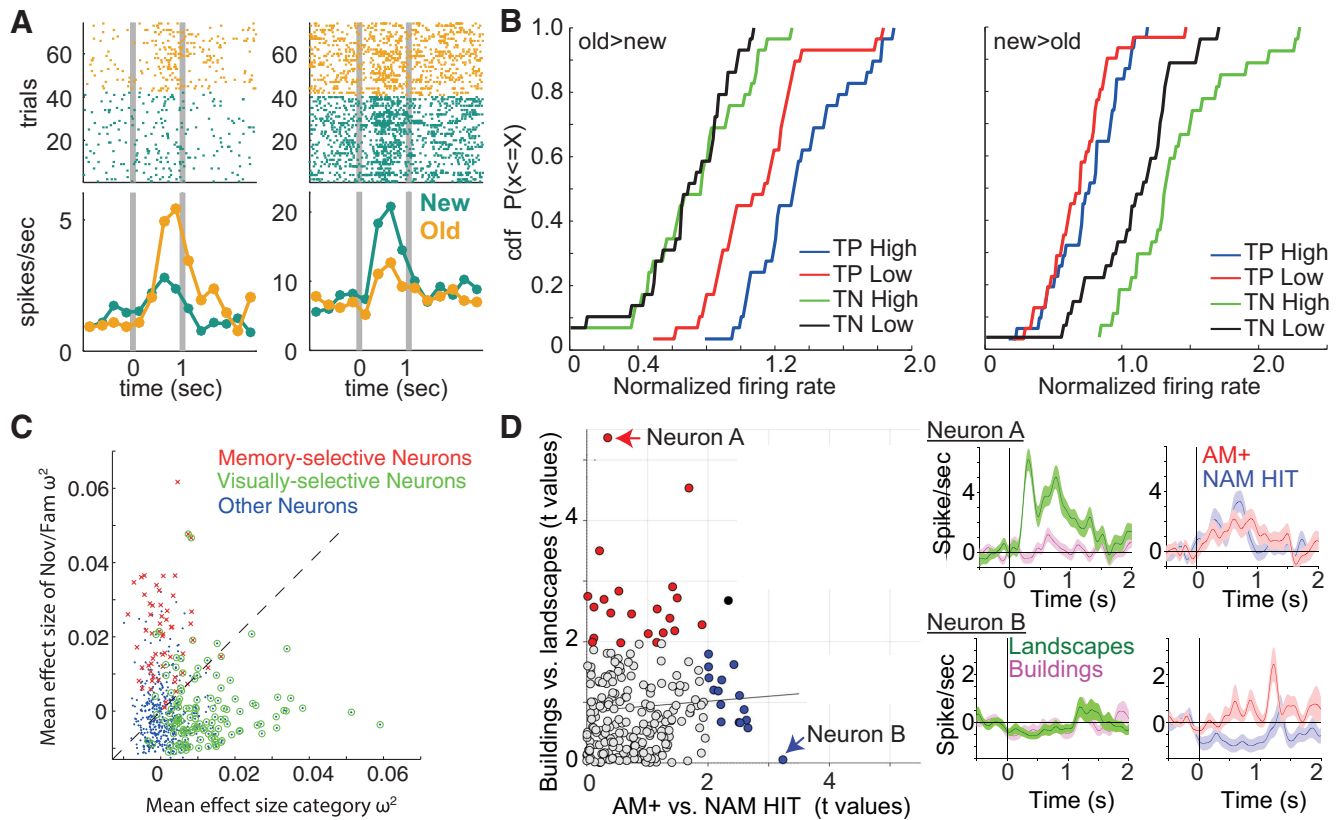 A
trials
60
40
20
60
40
20
0
1
0
1
spikes/sec
5
0
20
10
0
New
Old
0
1
time (sec)
0
1
time (sec)
B
cdf P(x<=X)
1.0
0.8
0.6
0.4
0.2
0
old>new
TP High
TP Low
TN High
TN Low
0
0.4
1.2
2.0
Normalized firing rate
new>old
TP High
TP Low
TN High
TN Low
0
1.0
2.0
Normalized firing rate
C
Mean effect size of Nov/Fam ω²
0.06
0.04
0.02
0
Memory-selective Neurons
Visually-selective Neurons
Other Neurons
0
0.02
0.04
0.06
Mean effect size category ω²
D
Buildings vs. landscapes (t values)
4
2
0
Neuron A
Neuron B
0
2
4
AM+ vs. NAM HIT (t values)
Neuron A
Spike/sec
4
2
0
0
1
2
Time (s)
AM+
NAM HIT
4
2
0
0
1
2
Time (s)
Neuron B
Landscapes
Buildings
Spike/sec
2
0
0
1
2
Time (s)
2
0
0
1
2
Time (s)